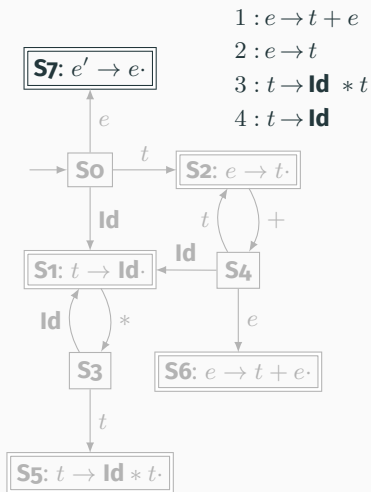 1 : e → t + e
2 : e → t
3 : t → Id * t
4 : t → Id
S7: e′ → e·
e
t
S0
S2: e → t·
Id
t
+
Id
S1: t → Id·
S4
Id
*
e
S3
S6: e → t + e·
t
S5: t → Id * t·